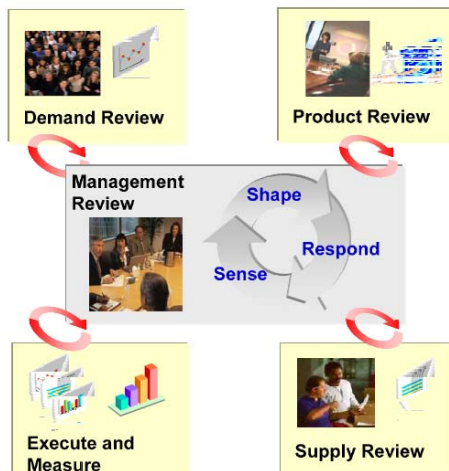 Demand Review
Product Review
Management
Review
Shape
Respond
Sense
Execute and
Measure
Supply Review